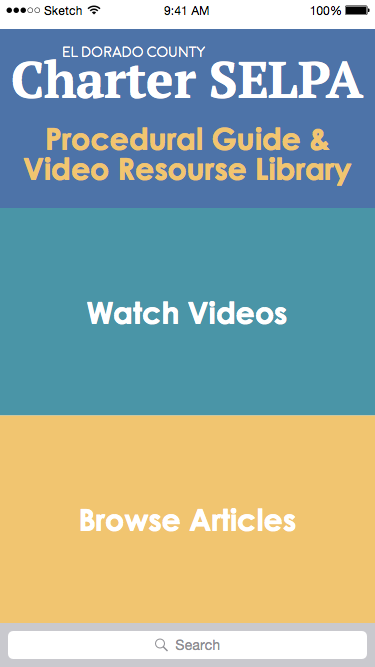 Sketch 9:41 AM 100%
EL DORADO COUNTY
Charter SELPA
Procedural Guide &
Video Resourse Library
Watch Videos
Browse Articles
Search